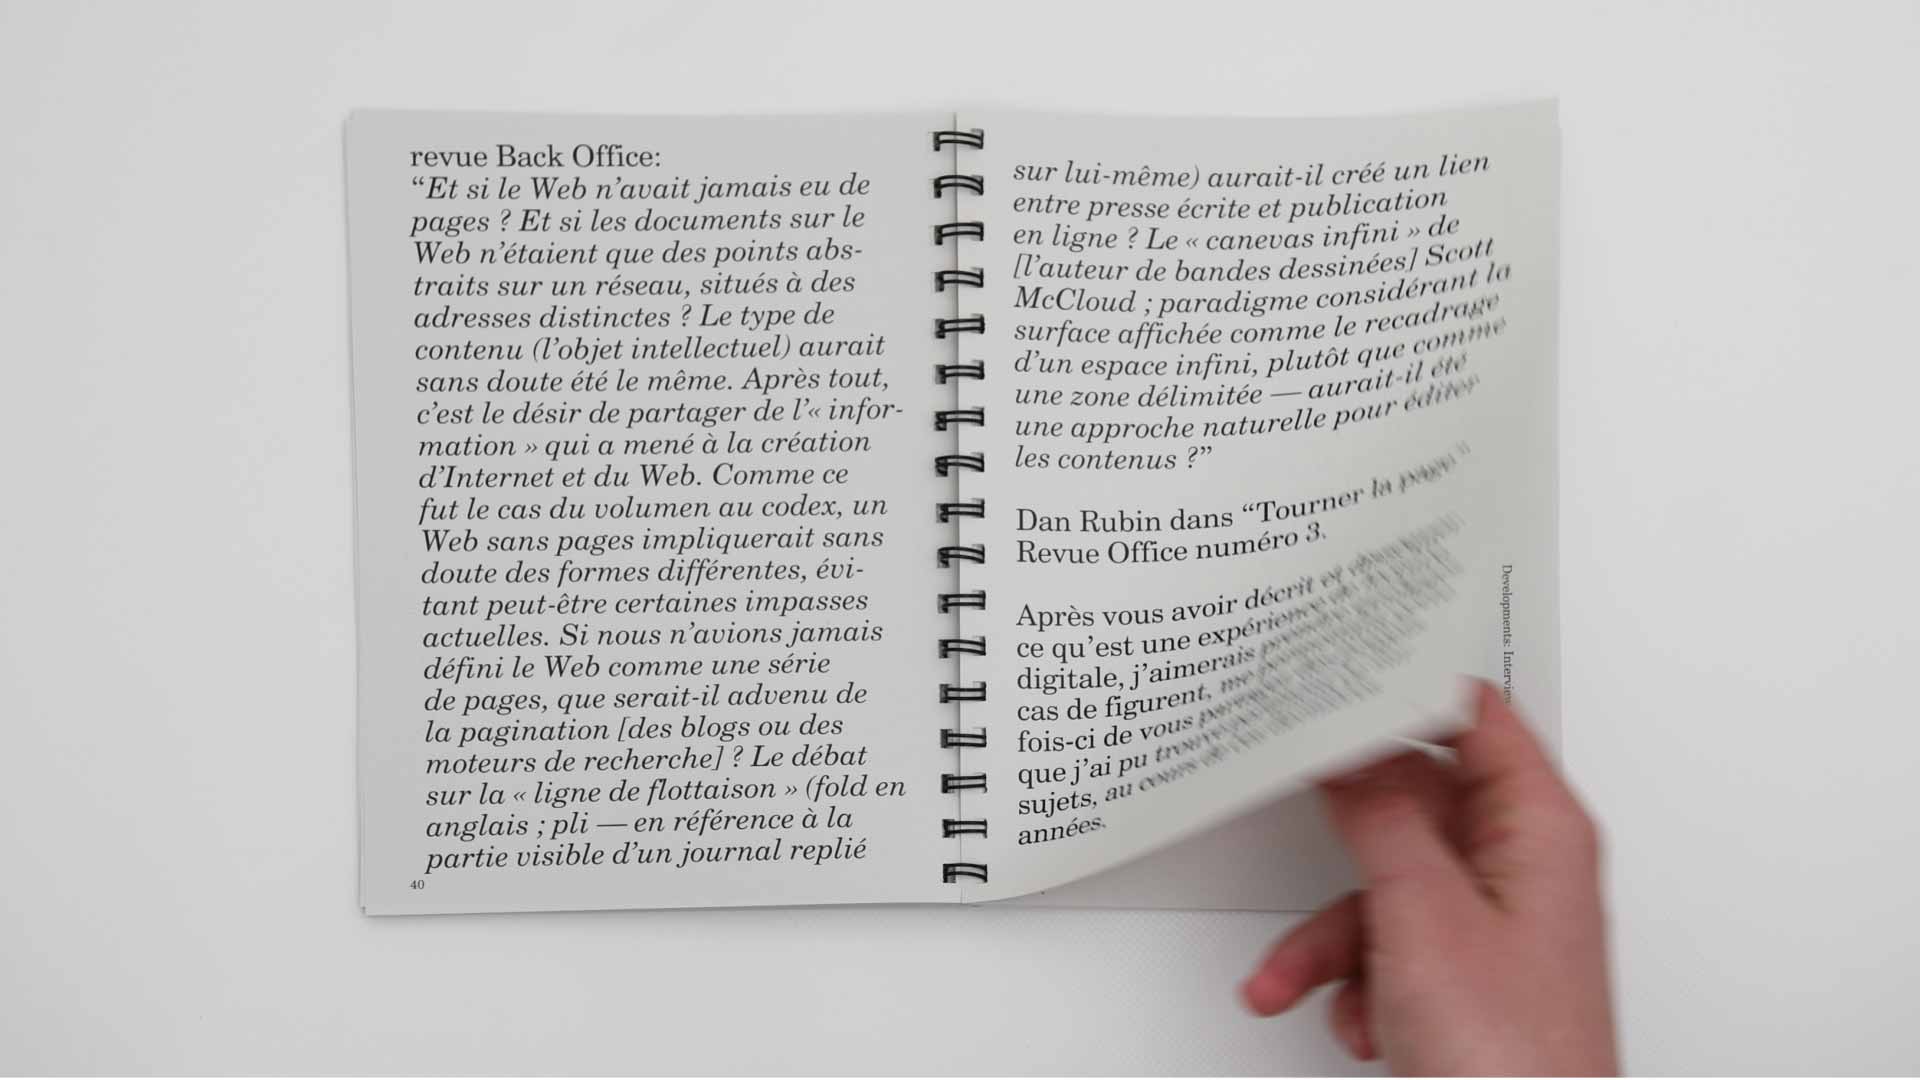 revue Back Office:
“Et si le Web n’avait jamais eu de
pages ? Et si les documents sur le
Web n’étaient que des points abs-
traits sur un réseau, situés à des
adresses distinctes ? Le type de
contenu (l’objet intellectuel) aurait
sans doute été le même. Après tout,
c’est le désir de partager de l’« infor-
mation » qui a mené à la création
d’Internet et du Web. Comme ce
fut le cas du volumen au codex, un
Web sans pages impliquerait sans
doute des formes différentes, évi-
tant peut-être certaines impasses
actuelles. Si nous n’avions jamais
défini le Web comme une série
de pages, que serait-il advenu de
la pagination [des blogs ou des
moteurs de recherche] ? Le débat
sur la « ligne de flottaison » (fold en
anglais ; pli — en référence à la
partie visible d’un journal replié
40
sur lui-même) aurait-il créé un lien
entre presse écrite et publication
en ligne ? Le « canevas infini » de
[l’auteur de bandes dessinées] Scott
McCloud ; paradigme considérant la
surface affichée comme le recadrage
d’un espace infini, plutôt que comme
une zone délimitée — aurait-il été
une approche naturelle pour éditer
les contenus ?”
Dan Rubin dans “Tourner la page”
Revue Office numéro 3.
Après vous avoir décrit et
ce qu’est une expérience
digitale, j’aimerais
cas de figurent, me
fois-ci de vous
que j’ai pu trouver
sujets, au cours de
années.
Developments: Interview